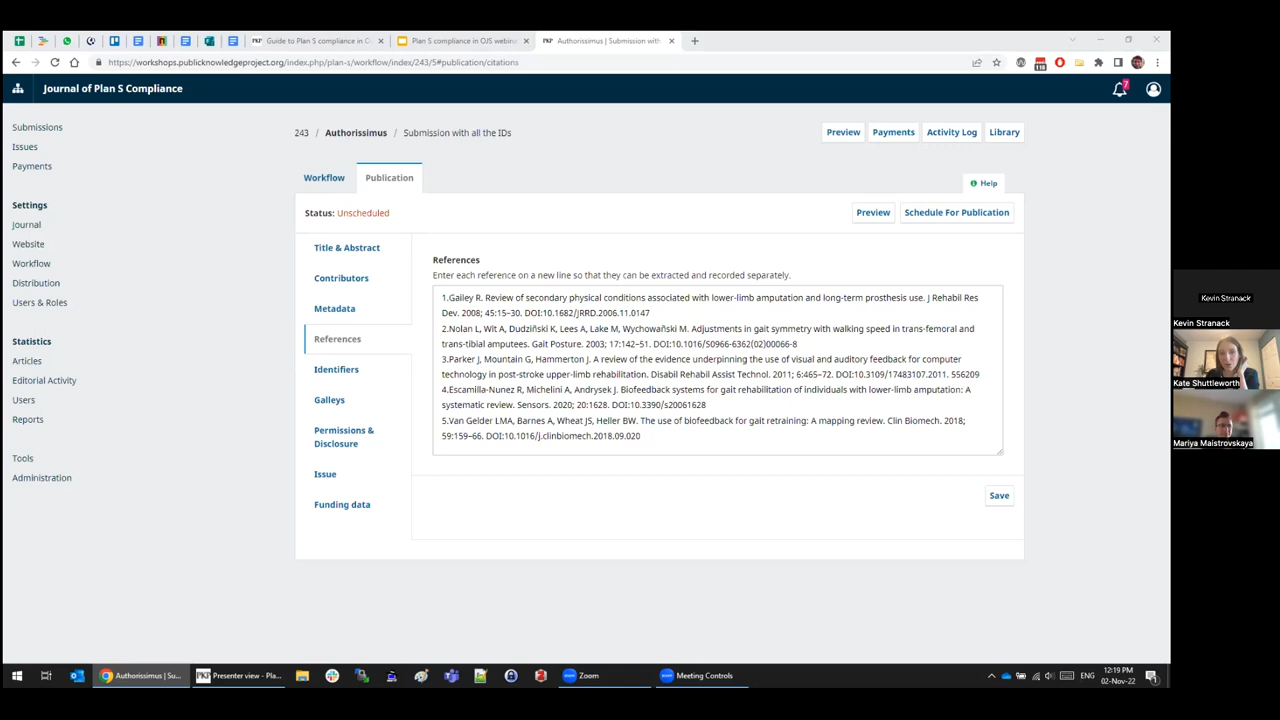 Guide to Plan S compliance in C
Plan S compliance in OJS webina
Authorissimus | Submission with
https://workshops.publicknowledgeproject.org/index.php/plan-s/workflow/index/243/5#publication/citations
Journal of Plan S Compliance
7
Submissions
Issues
Payments
Settings
Journal
Website
Workflow
Distribution
Users & Roles
Statistics
Articles
Editorial Activity
Users
Reports
Tools
Administration
243 / Authorissimus / Submission with all the IDs
Preview Payments Activity Log Library
Workflow Publication
Help
Status: Unscheduled
Preview Schedule For Publication
Title & Abstract
Contributors
Metadata
References
Identifiers
Galleys
Permissions &
Disclosure
Issue
Funding data
References
Enter each reference on a new line so that they can be extracted and recorded separately.
1.Gailey R. Review of secondary physical conditions associated with lower-limb amputation and long-term prosthesis use. J Rehabil Res
Dev. 2008; 45:15–30. DOI:10.1682/JRRD.2006.11.0147
2.Nolan L, Wit A, Dudziñski K, Lees A, Lake M, Wychowañski M. Adjustments in gait symmetry with walking speed in trans-femoral and
trans-tibial amputees. Gait Posture. 2003; 17:142–51. DOI:10.1016/S0966-6362(02)00066-8
3.Parker J, Mountain G, Hammerton J. A review of the evidence underpinning the use of visual and auditory feedback for computer
technology in post-stroke upper-limb rehabilitation. Disabil Rehabil Assist Technol. 2011; 6:465–72. DOI:10.3109/17483107.2011. 556209
4.Escamilla-Nunez R, Michelini A, Andrysek J. Biofeedback systems for gait rehabilitation of individuals with lower-limb amputation: A
systematic review. Sensors. 2020; 20:1628. DOI:10.3390/s20061628
5.Van Gelder LMA, Barnes A, Wheat JS, Heller BW. The use of biofeedback for gait retraining: A mapping review. Clin Biomech. 2018;
59:159–66. DOI:10.1016/j.clinbiomech.2018.09.020
Save
Kevin Stranack
Kevin Stranack
Kate Shuttleworth
Mariya Maistrovskaya
Authorissimus | Su...
Presenter view - Pla...
Zoom
Meeting Controls
ENG
12:19 PM
02-Nov-22